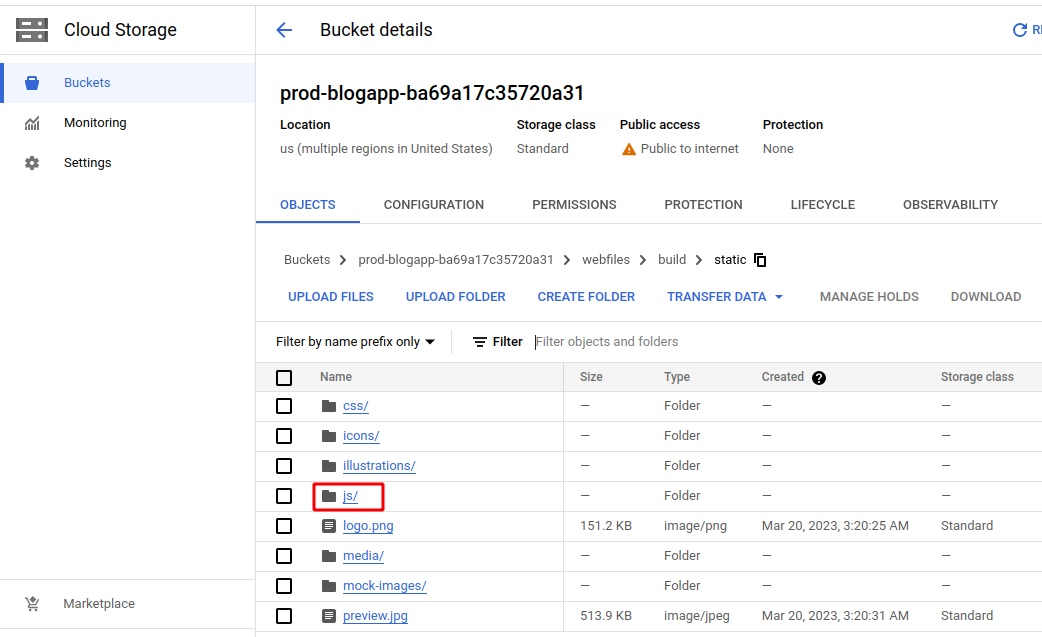 Cloud Storage
Bucket details
Buckets
Monitoring
Settings
prod-blogapp-ba69a17c35720a31
Location Storage class Public access Protection
us (multiple regions in United States) Standard Public to internet None
OBJECTS CONFIGURATION PERMISSIONS PROTECTION LIFECYCLE OBSERVABILITY
Buckets > prod-blogapp-ba69a17c35720a31 > webfiles > build > static
UPLOAD FILES UPLOAD FOLDER CREATE FOLDER TRANSFER DATA MANAGE HOLDS DOWNLOAD
Filter by name prefix only Filter Filter objects and folders
Name Size Type Created Storage class
css/ — Folder — —
icons/ — Folder — —
illustrations/ — Folder — —
js/ — Folder — —
logo.png 151.2 KB image/png Mar 20, 2023, 3:20:25 AM Standard
media/ — Folder — —
mock-images/ — Folder — —
preview.jpg 513.9 KB image/jpeg Mar 20, 2023, 3:20:31 AM Standard
Marketplace